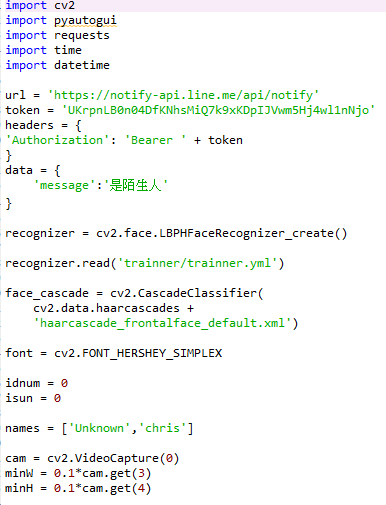 import cv2
import pyautogui
import requests
import time
import datetime
url = 'https://notify-api.line.me/api/notify'
token = 'UKrpnLB0n04DfKNhsMiQ7k9xKDpIJVwm5Hj4wl1nNjo'
headers = {
'Authorization': 'Bearer ' + token
}
data = {
    'message':'是陌生人'
}
recognizer = cv2.face.LBPHFaceRecognizer_create()
recognizer.read('trainner/trainner.yml')
face_cascade = cv2.CascadeClassifier(
    cv2.data.haarcascades +
    'haarcascade_frontalface_default.xml')
font = cv2.FONT_HERSHEY_SIMPLEX
idnum = 0
isun = 0
names = ['Unknown','chris']
cam = cv2.VideoCapture(0)
minW = 0.1*cam.get(3)
minH = 0.1*cam.get(4)